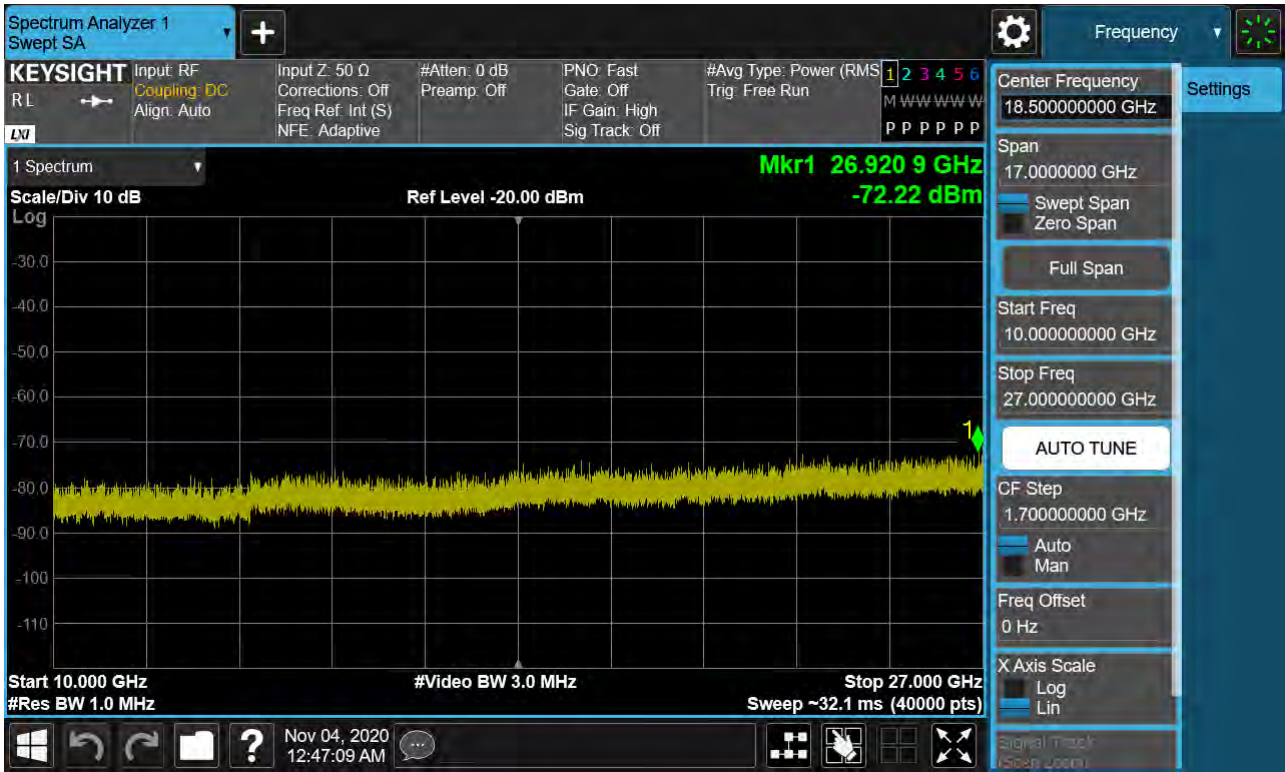 Spectrum Analyzer 1
Swept SA
Frequency
KEYSIGHT
RL
LXI
Input: RF
Coupling: DC
Align: Auto
Input Z: 50 Ω
Corrections: Off
Freq Ref: Int (S)
NFE: Adaptive
#Atten: 0 dB
Preamp: Off
PNO: Fast
Gate: Off
IF Gain: High
Sig Track: Off
#Avg Type: Power (RMS
Trig: Free Run
1 2 3 4 5 6
M W W W W W
P P P P P P
1 Spectrum
Mkr1 26.920 9 GHz
-72.22 dBm
Scale/Div 10 dB
Ref Level -20.00 dBm
Log
-30.0
-40.0
-50.0
-60.0
-70.0
-80.0
-90.0
-100
-110
1
Start 10.000 GHz
#Video BW 3.0 MHz
Stop 27.000 GHz
#Res BW 1.0 MHz
Sweep ~32.1 ms (40000 pts)
Center Frequency
18.500000000 GHz
Settings
Span
17.0000000 GHz
Swept Span
Zero Span
Full Span
Start Freq
10.000000000 GHz
Stop Freq
27.000000000 GHz
AUTO TUNE
CF Step
1.700000000 GHz
Auto
Man
Freq Offset
0 Hz
X Axis Scale
Log
Lin
Signal Track
(Span Zoom)
?
Nov 04, 2020
12:47:09 AM